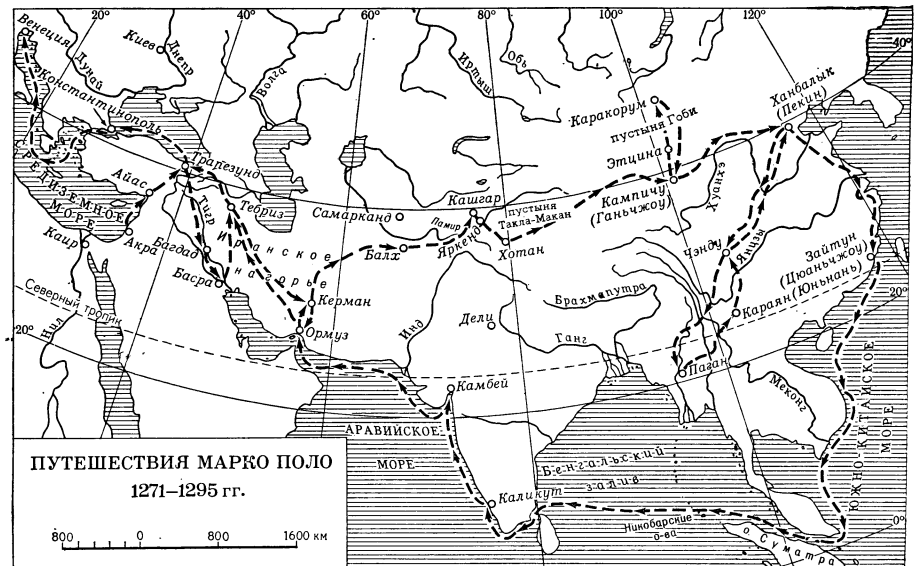 20°
40°
60°
80°
100°
120°
40°
Венеция
Киев
Днепр
Дунай
Волга
Иртыш
Обь
Ханбалык
(Пекин)
Константинополь
Каракорум
пустыня Гоби
Этцина
Трапезунд
Кампичу
(Ганьчжоу)
Хуанхэ
СРЕДИЗЕМНОЕ
МОРЕ
Айас
Тигр
Тебриз
Самарканд
Кашгар
Памир
пустыня
Такла-Макан
Яркенд
Хотан
Каир
Акра
Багдад
Иранское
нагорье
Балх
Чэнду
Янцзы
Зайтун
(Цюаньчжоу)
Басра
Керман
Брахмапутра
Караян (Юньнань)
Северный тропик
20°
20°
Нил
Ормуз
Инд
Дели
Ганг
Паган
Камбей
Меконг
АРАВИЙСКОЕ
МОРЕ
Бенгальский
залив
ЮЖНО-КИТАЙСКОЕ
МОРЕ
Каликут
Никобарские
о-ва
о. Суматра
0°
ПУТЕШЕСТВИЯ МАРКО ПОЛО
1271–1295 гг.
800 0 800 1600 км